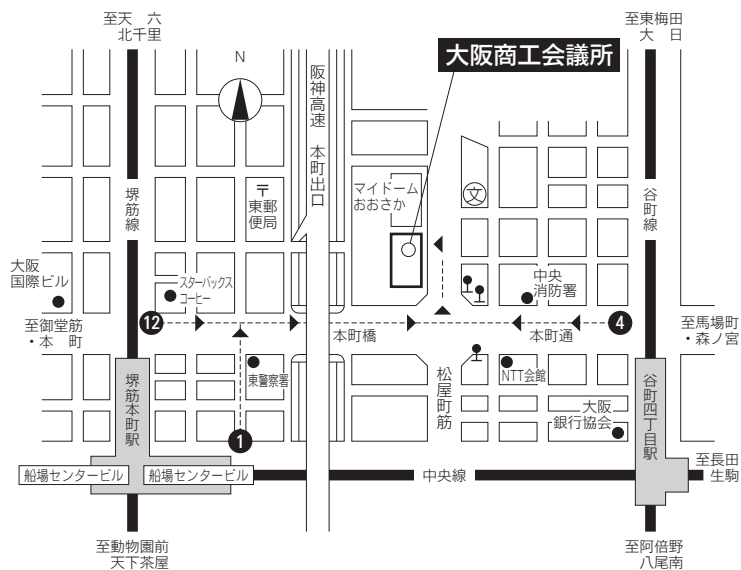 至天　六
北千里
至東梅田
大　日
N
阪神高速　本町出口
大阪商工会議所
堺筋線
〒
東郵
便局
マイドーム
おおさか
文
谷町線
大阪
国際ビル
スターバックス
コーヒー
中央
消防署
至御堂筋
・本　町
12
本町橋
本町通
4
至馬場町
・森ノ宮
堺筋本町駅
東警察署
松屋町筋
NTT会館
谷町四丁目駅
大阪
銀行協会
1
船場センタービル
船場センタービル
中央線
至長田
生駒
至動物園前
天下茶屋
至阿倍野
八尾南